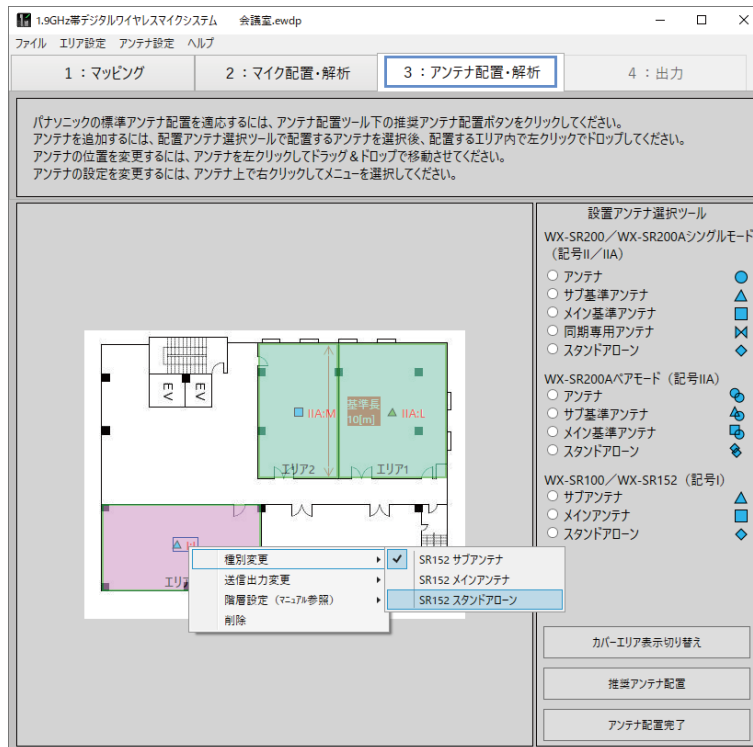 1.9GHz帯デジタルワイヤレスマイクシステム 会議室.ewdp
ファイル エリア設定 アンテナ設定 ヘルプ
1：マッピング 2：マイク配置・解析 3：アンテナ配置・解析 4：出力
パナソニックの標準アンテナ配置を適応するには、アンテナ配置ツール下の推奨アンテナ配置ボタンをクリックしてください。
アンテナを追加するには、配置アンテナ選択ツールで配置するアンテナを選択後、配置するエリア内で左クリックでドロップしてください。
アンテナの位置を変更するには、アンテナを左クリックしてドラッグ＆ドロップで移動させてください。
アンテナの設定を変更するには、アンテナ上で右クリックしてメニューを選択してください。
EV EV
IIA:M
基準長
10[m]
IIA:L
エリア2 エリア1
エリア
種別変更
送信出力変更
階層設定（マニュアル参照）
削除
SR152 サブアンテナ
SR152 メインアンテナ
SR152 スタンドアローン
設置アンテナ選択ツール
WX-SR200／WX-SR200Aシングルモード
（記号II／IIA）
アンテナ
サブ基準アンテナ
メイン基準アンテナ
同期専用アンテナ
スタンドアローン
WX-SR200Aペアモード（記号IIA）
アンテナ
サブ基準アンテナ
メイン基準アンテナ
スタンドアローン
WX-SR100／WX-SR152（記号I）
サブアンテナ
メインアンテナ
スタンドアローン
カバーエリア表示切り替え
推奨アンテナ配置
アンテナ配置完了